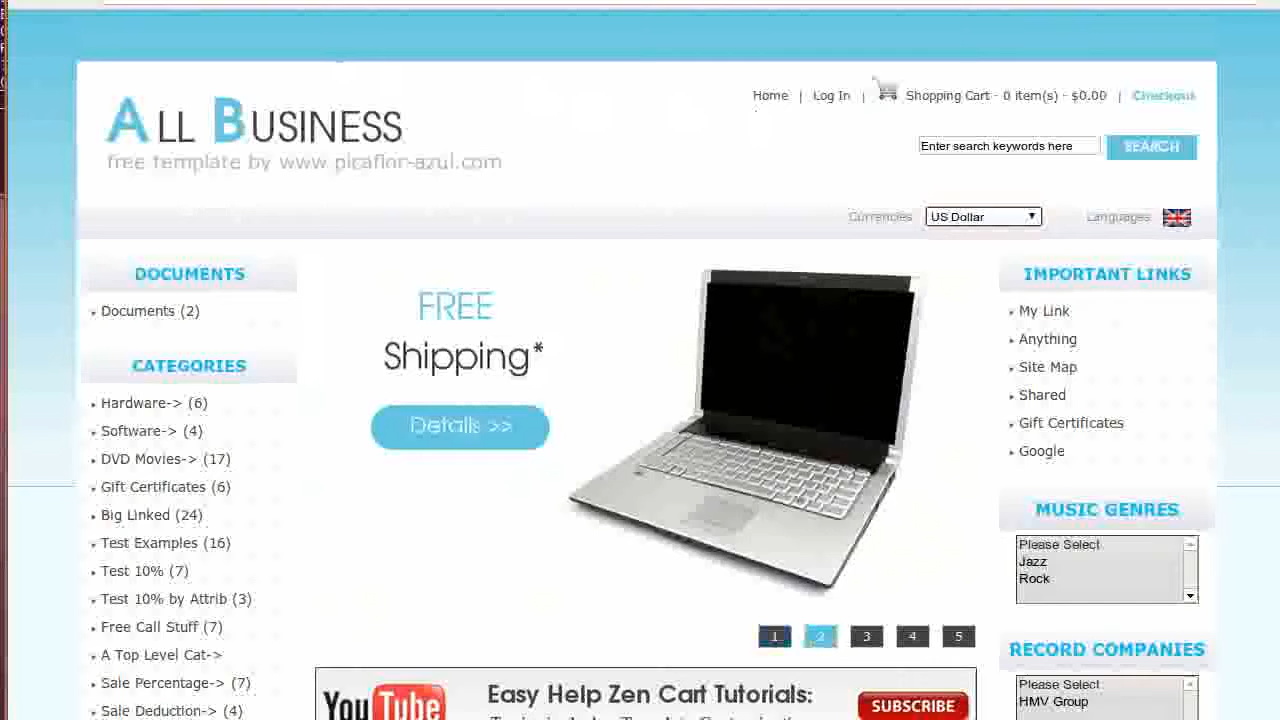 Home | Log In | Shopping Cart - 0 item(s) - $0.00 | Checkout
ALL BUSINESS
free template by www.picaflor-azul.com
Enter search keywords here
SEARCH
Currencies
US Dollar
Languages
DOCUMENTS
Documents (2)
CATEGORIES
Hardware-> (6)
Software-> (4)
DVD Movies-> (17)
Gift Certificates (6)
Big Linked (24)
Test Examples (16)
Test 10% (7)
Test 10% by Attrib (3)
Free Call Stuff (7)
A Top Level Cat->
Sale Percentage-> (7)
Sale Deduction-> (4)
FREE
Shipping*
Details >>
1 2 3 4 5
YouTube
Easy Help Zen Cart Tutorials:
SUBSCRIBE
IMPORTANT LINKS
My Link
Anything
Site Map
Shared
Gift Certificates
Google
MUSIC GENRES
Please Select
Jazz
Rock
RECORD COMPANIES
Please Select
HMV Group